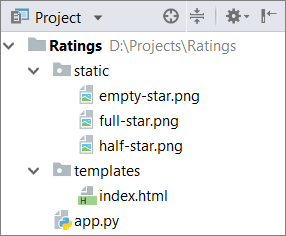 Project
Ratings D:\Projects\Ratings
static
empty-star.png
full-star.png
half-star.png
templates
index.html
app.py